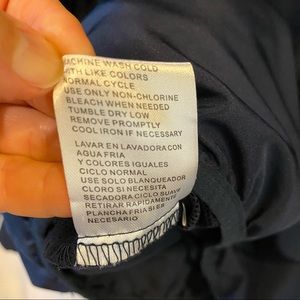 MACHINE WASH COLD
WITH LIKE COLORS
NORMAL CYCLE
USE ONLY NON-CHLORINE
BLEACH WHEN NEEDED
TUMBLE DRY LOW
REMOVE PROMPTLY
COOL IRON IF NECESSARY
LAVAR EN LAVADORA CON
AGUA FRIA
Y COLORES IGUALES
CICLO NORMAL
USE SOLO BLANQUEADOR
CLORO SI NECESITA
SECADORA CICLO SUAVE
RETIRAR RAPIDAMENTE
PLANCHA FRIA SI ES
NECESARIO